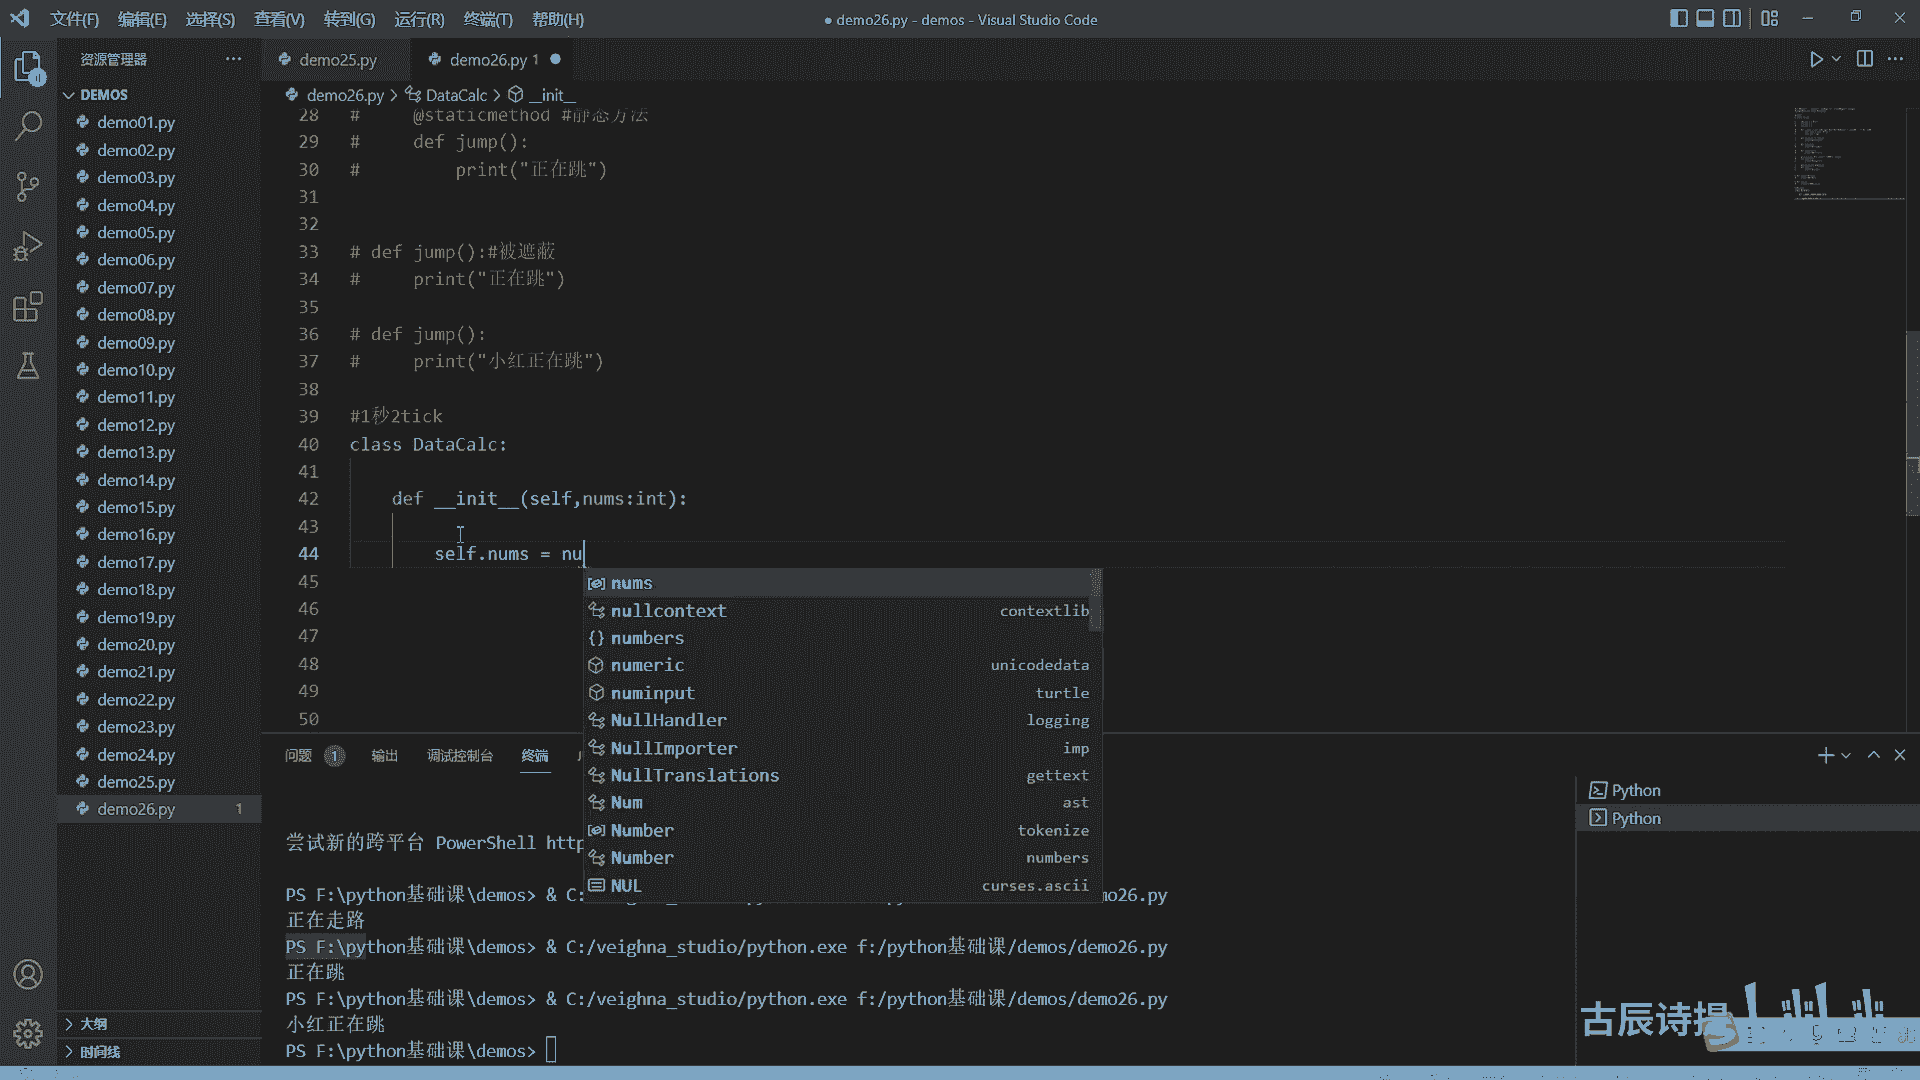 文件(F) 编辑(E) 选择(S) 查看(V) 转到(G) 运行(R) 终端(T) 帮助(H)
● demo26.py - demos - Visual Studio Code
资源管理器
DEMOS
demo01.py
demo02.py
demo03.py
demo04.py
demo05.py
demo06.py
demo07.py
demo08.py
demo09.py
demo10.py
demo11.py
demo12.py
demo13.py
demo14.py
demo15.py
demo16.py
demo17.py
demo18.py
demo19.py
demo20.py
demo21.py
demo22.py
demo23.py
demo24.py
demo25.py
demo26.py 1
大纲
时间线
demo25.py
demo26.py 1
demo26.py > DataCalc > __init__
28 # @staticmethod #静态方法
29 # def jump():
30 # print("正在跳")
31
32
33 # def jump():#被遮蔽
34 # print("正在跳")
35
36 # def jump():
37 # print("小红正在跳")
38
39 #1秒2tick
40 class DataCalc:
41
42 def __init__(self,nums:int):
43
44 self.nums = nu
45
46
47
48
49
50
nums
nullcontext contextlib
numbers
numeric unicodedata
numinput turtle
NullHandler logging
NullImporter imp
NullTranslations gettext
Num ast
Number tokenize
Number numbers
NUL curses.ascii
问题 1 输出 调试控制台 终端
尝试新的跨平台 PowerShell
PS F:\python基础课\demos> & C:
正在走路
PS F:\python基础课\demos> & C:/veighna_studio/python.exe f:/python基础课/demos/demo26.py
正在跳
PS F:\python基础课\demos> & C:/veighna_studio/python.exe f:/python基础课/demos/demo26.py
小红正在跳
PS F:\python基础课\demos>
Python
Python